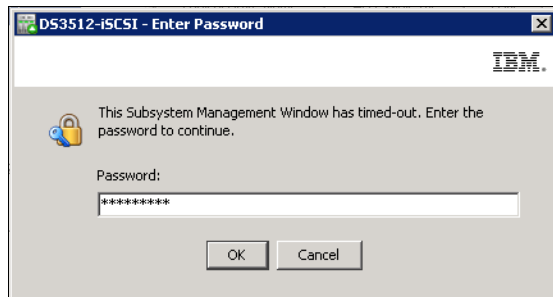 DS3512-iSCSI - Enter Password
IBM.
This Subsystem Management Window has timed-out. Enter the
password to continue.
Password:
*********
OK
Cancel